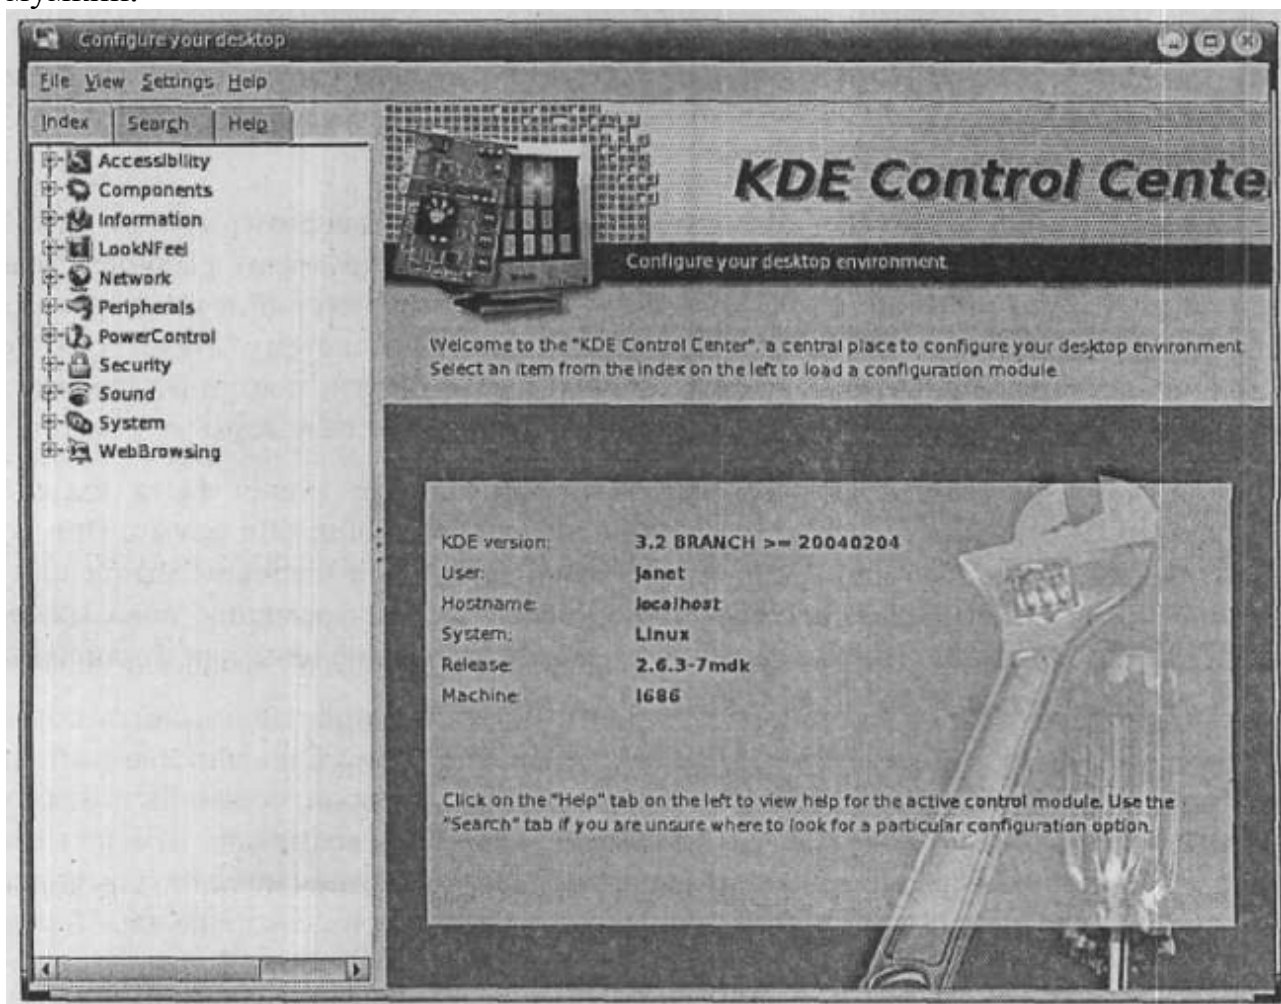 мүмкін.
Configure your desktop
File View Settings Help
Index Search Help
Accessibility
Components
Information
LookNFeel
Network
Peripherals
PowerControl
Security
Sound
System
WebBrowsing
KDE Control Cente
Configure your desktop environment
Welcome to the "KDE Control Center", a central place to configure your desktop environment.
Select an item from the index on the left to load a configuration module.
KDE version: 3.2 BRANCH >= 20040204
User: Janet
Hostname: localhost
System: Linux
Release: 2.6.3-7mdk
Machine: i686
Click on the "Help" tab on the left to view help for the active control module. Use the
"Search" tab if you are unsure where to look for a particular configuration option.